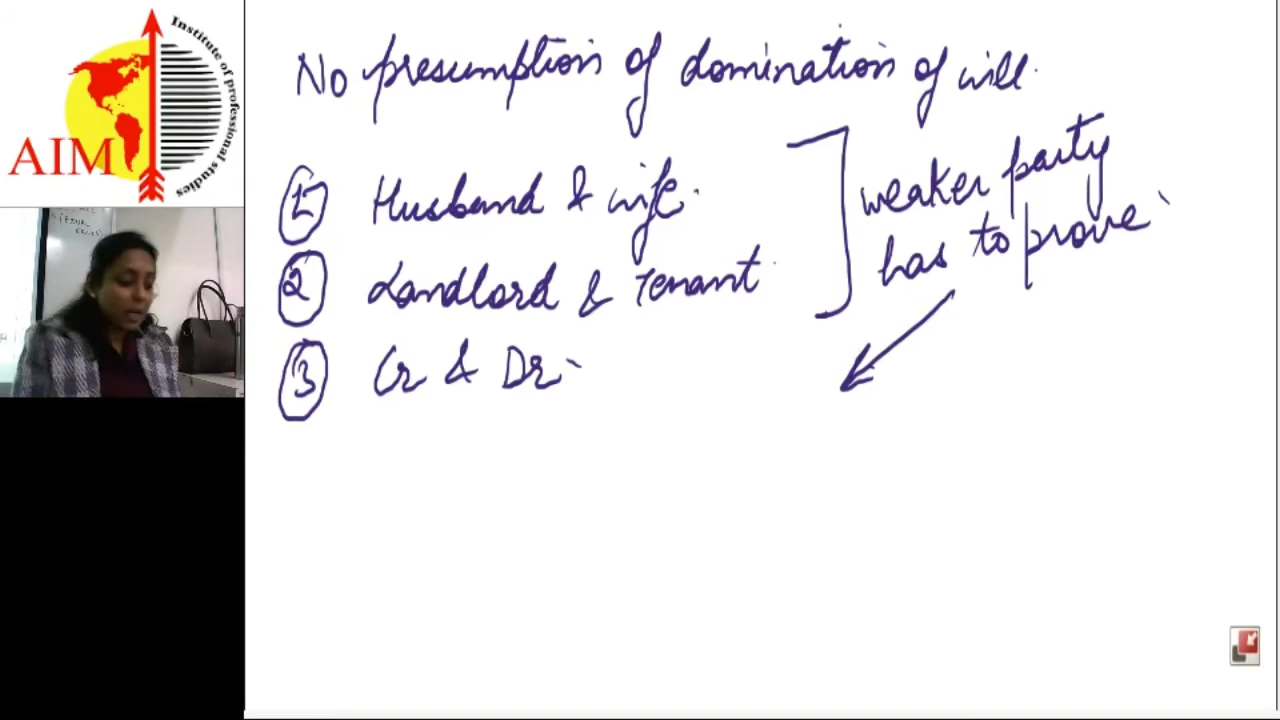 AIM
Institute of professional studies
No presumption of domination of will.
① Husband & wife.
② Landlord & Tenant.
③ Cr & Dr.
weaker party
has to prove